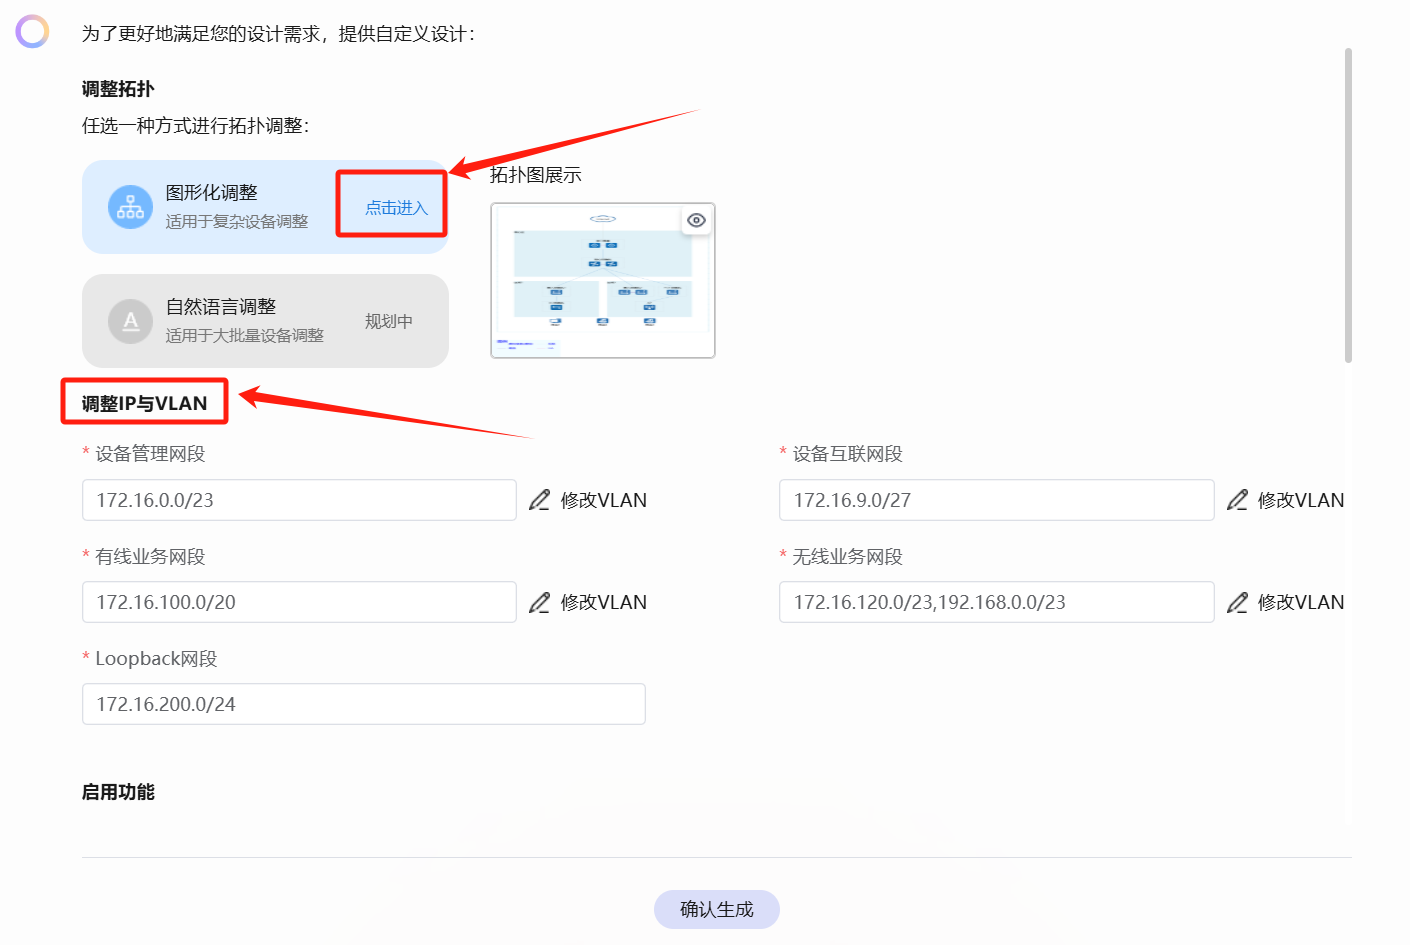 为了更好地满足您的设计需求，提供自定义设计：
调整拓扑
任选一种方式进行拓扑调整：
图形化调整
适用于复杂设备调整
点击进入
拓扑图展示
A
自然语言调整
适用于大批量设备调整
规划中
调整IP与VLAN
* 设备管理网段
172.16.0.0/23
修改VLAN
* 设备互联网段
172.16.9.0/27
修改VLAN
* 有线业务网段
172.16.100.0/20
修改VLAN
* 无线业务网段
172.16.120.0/23,192.168.0.0/23
修改VLAN
* Loopback网段
172.16.200.0/24
启用功能
确认生成